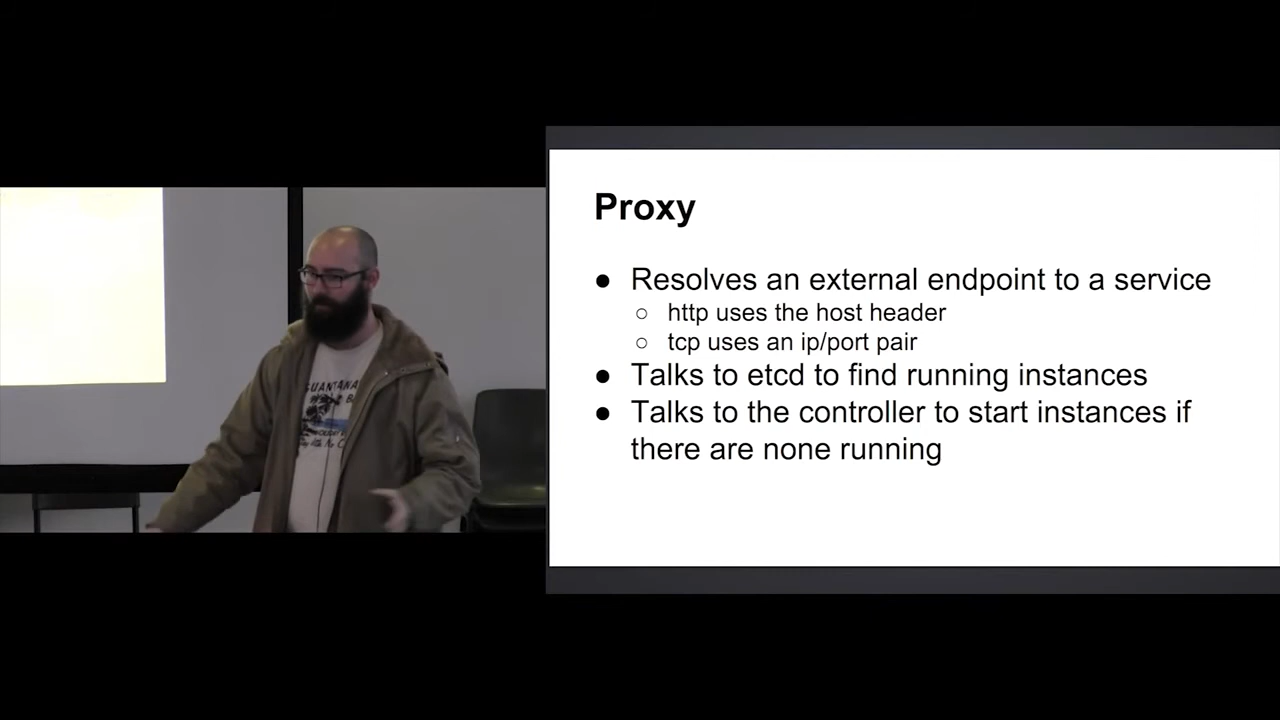 GUANTANA
Proxy
● Resolves an external endpoint to a service
○ http uses the host header
○ tcp uses an ip/port pair
● Talks to etcd to find running instances
● Talks to the controller to start instances if
there are none running